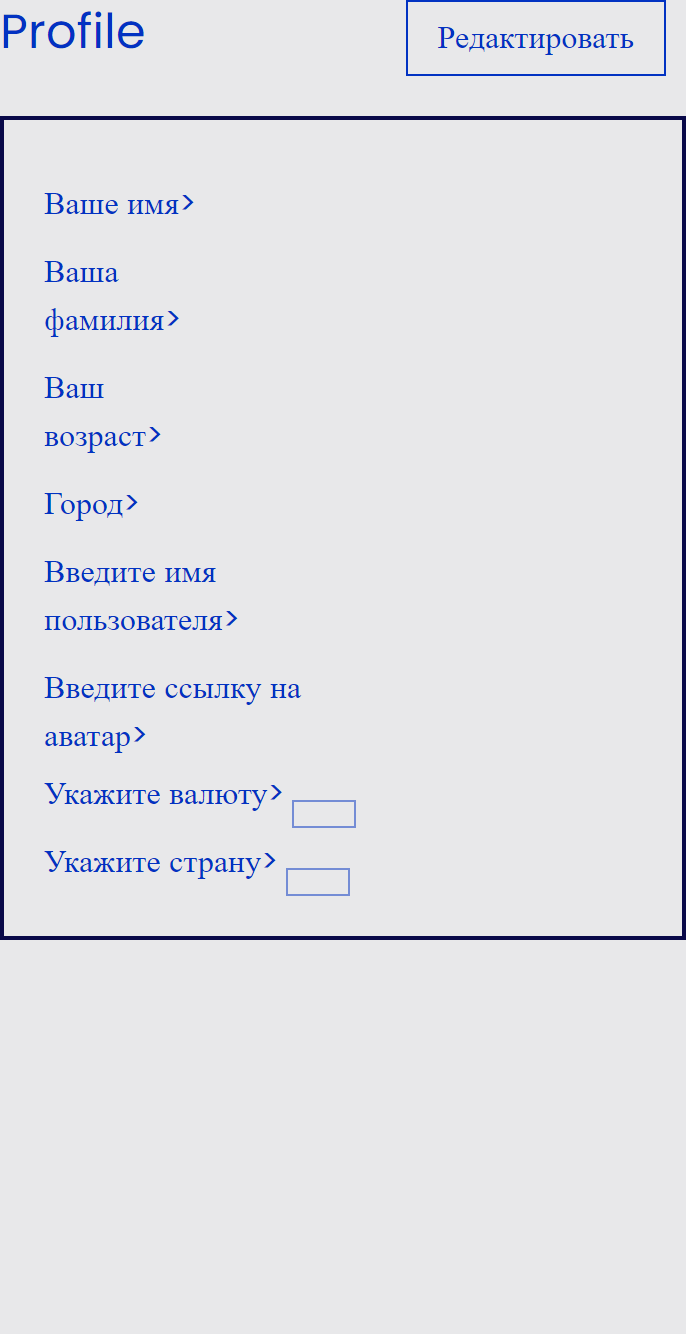 Profile
Редактировать
Ваше имя>
Ваша
фамилия>
Ваш
возраст>
Город>
Введите имя
пользователя>
Введите ссылку на
аватар>
Укажите валюту>
Укажите страну>